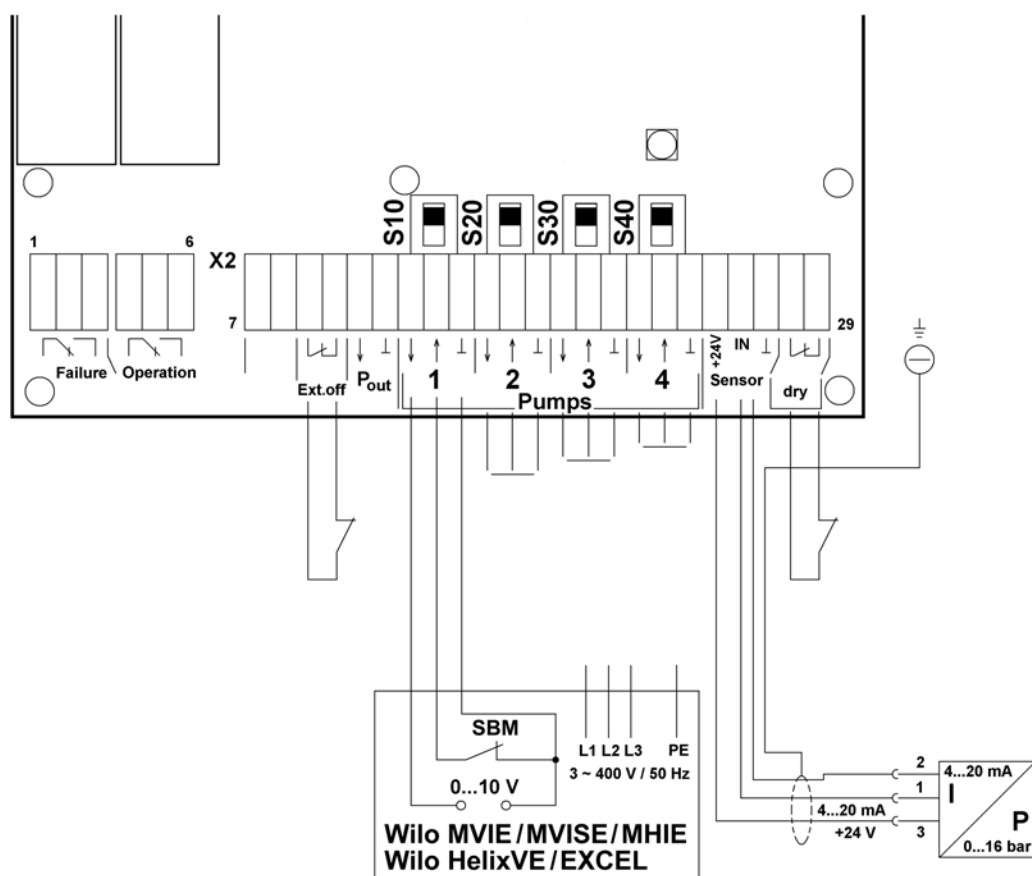 S10
S20
S30
S40
1
6
X2
7
29
Failure
Operation
Ext.off
Pout
1
2
3
4
Pumps
+24V
IN
Sensor
dry
SBM
0...10 V
L1 L2 L3 PE
3 ~ 400 V / 50 Hz
Wilo MVIE/MVISE/MHIE
Wilo HelixVE/EXCEL
2
4...20 mA
1
I
4...20 mA
+24 V
3
P
0...16 bar